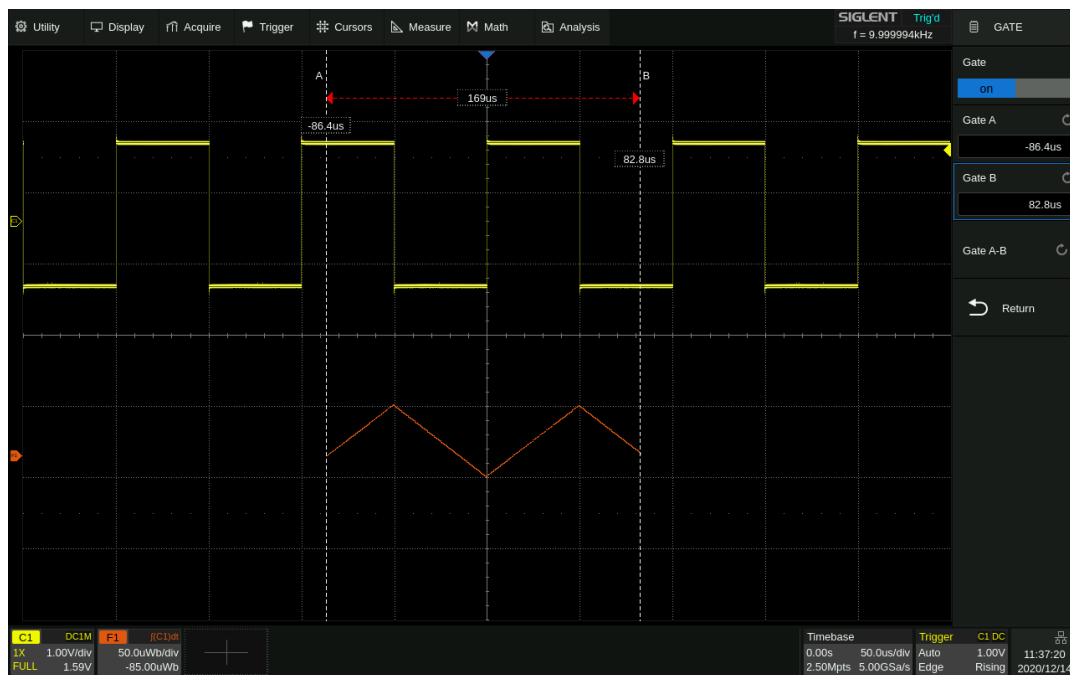 Utility Display Acquire Trigger Cursors Measure Math Analysis
SIGLENT Trig'd
f = 9.999994kHz
GATE
Gate
on
Gate A
-86.4us
Gate B
82.8us
Gate A-B
Return
A
B
169us
-86.4us
82.8us
C1 DC1M
1X 1.00V/div
FULL 1.59V
F1 ∫(C1)dt
50.0uWb/div
-85.00uWb
Timebase
0.00s 50.0us/div
2.50Mpts 5.00GSa/s
Trigger C1 DC
Auto 1.00V
Edge Rising
11:37:20
2020/12/14